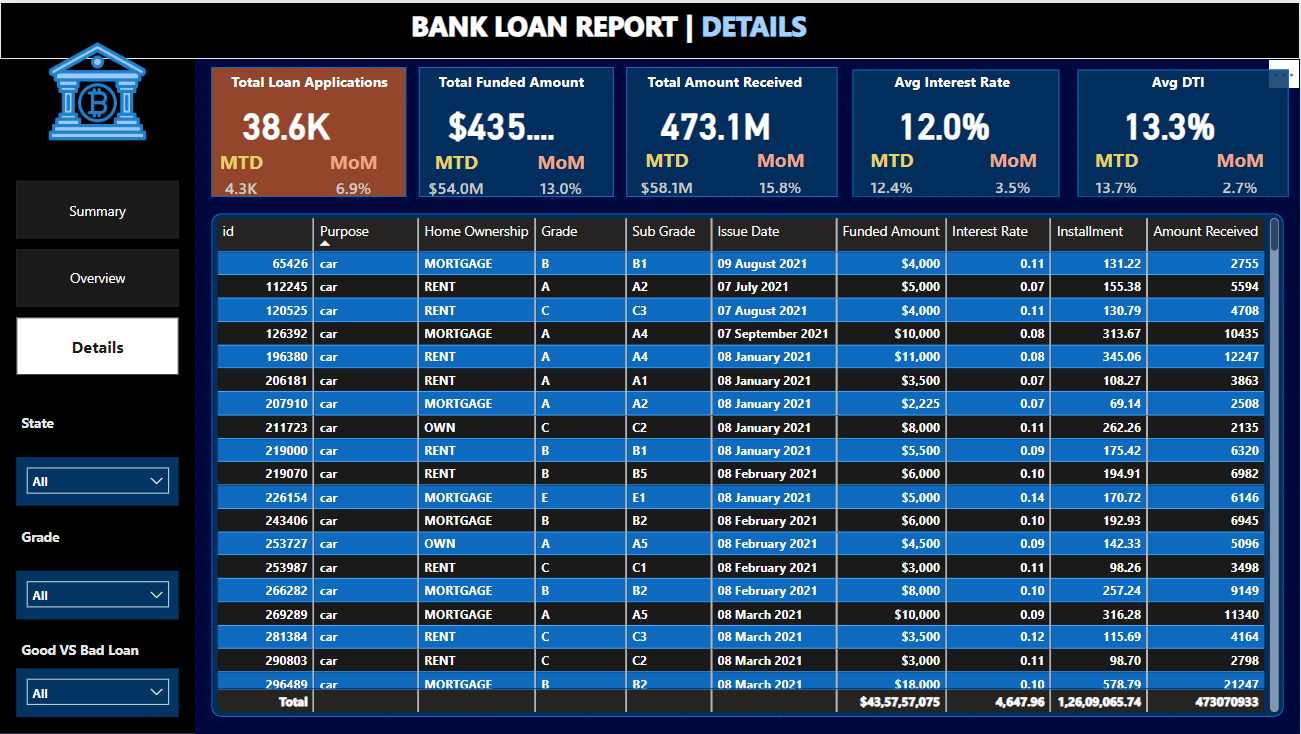 BANK LOAN REPORT | DETAILS
Total Loan Applications
38.6K
MTD MoM
4.3K 6.9%
Total Funded Amount
$435....
MTD MoM
$54.0M 13.0%
Total Amount Received
473.1M
MTD MoM
$58.1M 15.8%
Avg Interest Rate
12.0%
MTD MoM
12.4% 3.5%
Avg DTI
13.3%
MTD MoM
13.7% 2.7%
Summary
Overview
Details
State
All
Grade
All
Good VS Bad Loan
All
id Purpose Home Ownership Grade Sub Grade Issue Date Funded Amount Interest Rate Installment Amount Received
65426 car MORTGAGE B B1 09 August 2021 $4,000 0.11 131.22 2755
112245 car RENT A A2 07 July 2021 $5,000 0.07 155.38 5594
120525 car RENT C C3 07 August 2021 $4,000 0.11 130.79 4708
126392 car MORTGAGE A A4 07 September 2021 $10,000 0.08 313.67 10435
196380 car RENT A A4 08 January 2021 $11,000 0.08 345.06 12247
206181 car RENT A A1 08 January 2021 $3,500 0.07 108.27 3863
207910 car MORTGAGE A A2 08 January 2021 $2,225 0.07 69.14 2508
211723 car OWN C C2 08 January 2021 $8,000 0.11 262.26 2135
219000 car RENT B B1 08 January 2021 $5,500 0.09 175.42 6320
219070 car RENT B B5 08 February 2021 $6,000 0.10 194.91 6982
226154 car MORTGAGE E E1 08 January 2021 $5,000 0.14 170.72 6146
243406 car MORTGAGE B B2 08 February 2021 $6,000 0.10 192.93 6945
253727 car OWN A A5 08 February 2021 $4,500 0.09 142.33 5096
253987 car RENT C C1 08 February 2021 $3,000 0.11 98.26 3498
266282 car MORTGAGE B B2 08 February 2021 $8,000 0.10 257.24 9149
269289 car MORTGAGE A A5 08 March 2021 $10,000 0.09 316.28 11340
281384 car RENT C C3 08 March 2021 $3,500 0.12 115.69 4164
290803 car RENT C C2 08 March 2021 $3,000 0.11 98.70 2798
296489 car MORTGAGE B B2 08 March 2021 $18,000 0.10 578.79 21247
Total $43,57,57,075 4,647.96 1,26,09,065.74 473070933